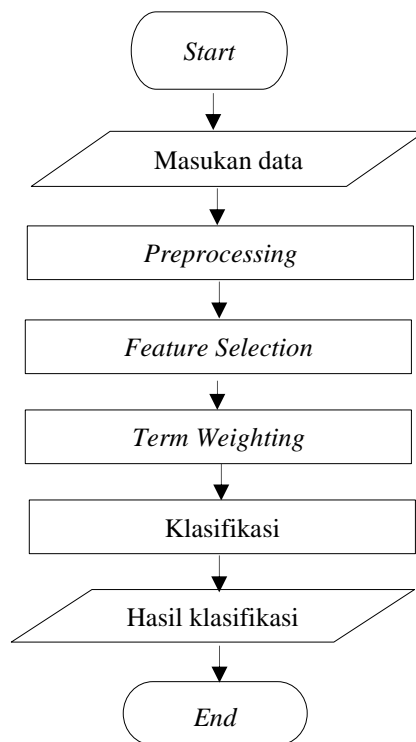 Start
Masukan data
Preprocessing
Feature Selection
Term Weighting
Klasifikasi
Hasil klasifikasi
End